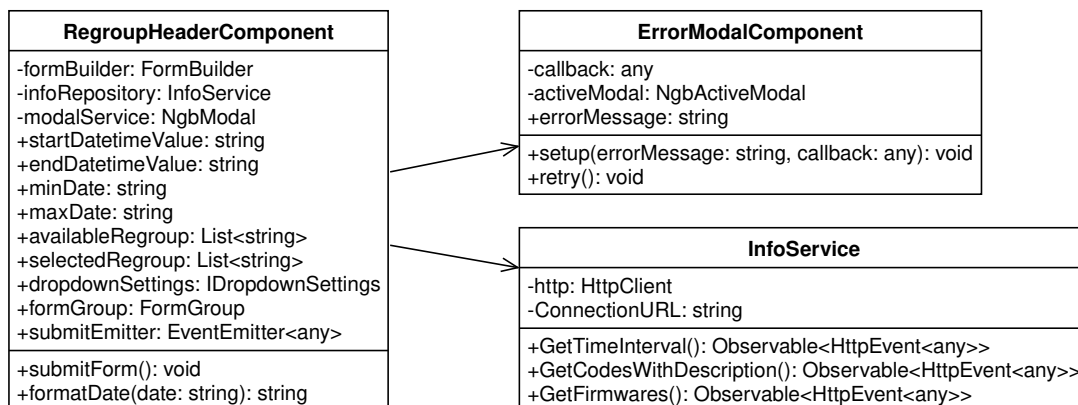 RegroupHeaderComponent
-formBuilder: FormBuilder
-infoRepository: InfoService
-modalService: NgbModal
+startDatetimeValue: string
+endDatetimeValue: string
+minDate: string
+maxDate: string
+availableRegroup: List<string>
+selectedRegroup: List<string>
+dropdownSettings: IDropdownSettings
+formGroup: FormGroup
+submitEmitter: EventEmitter<any>
+submitForm(): void
+formatDate(date: string): string
ErrorModalComponent
-callback: any
-activeModal: NgbActiveModal
+errorMessage: string
+setup(errorMessage: string, callback: any): void
+retry(): void
InfoService
-http: HttpClient
-ConnectionURL: string
+GetTimeInterval(): Observable<HttpEvent<any>>
+GetCodesWithDescription(): Observable<HttpEvent<any>>
+GetFirmwares(): Observable<HttpEvent<any>>